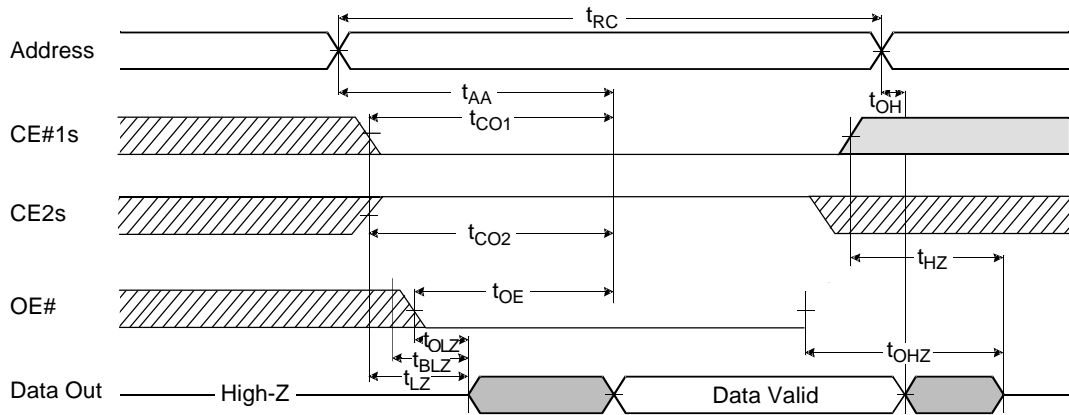 tRC
Address
tAA
tOH
tCO1
CE#1s
CE2s
tCO2
tHZ
tOE
OE#
tOLZ
tBLZ
tOHZ
tLZ
Data Out
High-Z
Data Valid